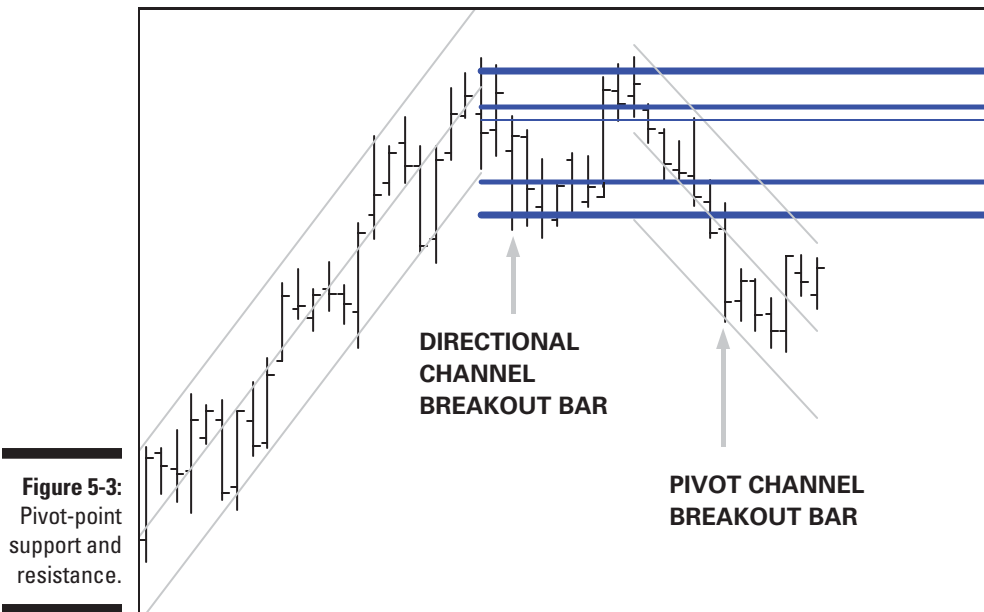 DIRECTIONAL
CHANNEL
BREAKOUT BAR
PIVOT CHANNEL
BREAKOUT BAR
Figure 5-3:
Pivot-point
support and
resistance.